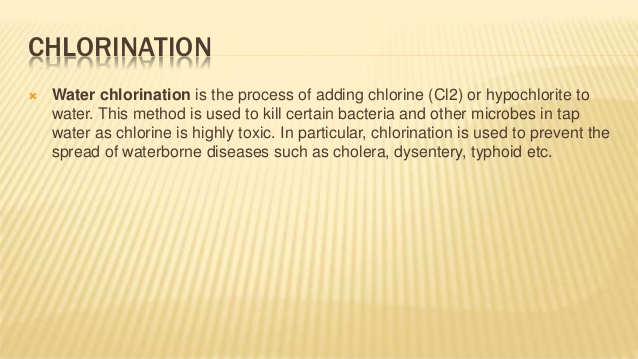 CHLORINATION
Water chlorination is the process of adding chlorine (Cl2) or hypochlorite to
water. This method is used to kill certain bacteria and other microbes in tap
water as chlorine is highly toxic. In particular, chlorination is used to prevent the
spread of waterborne diseases such as cholera, dysentery, typhoid etc.